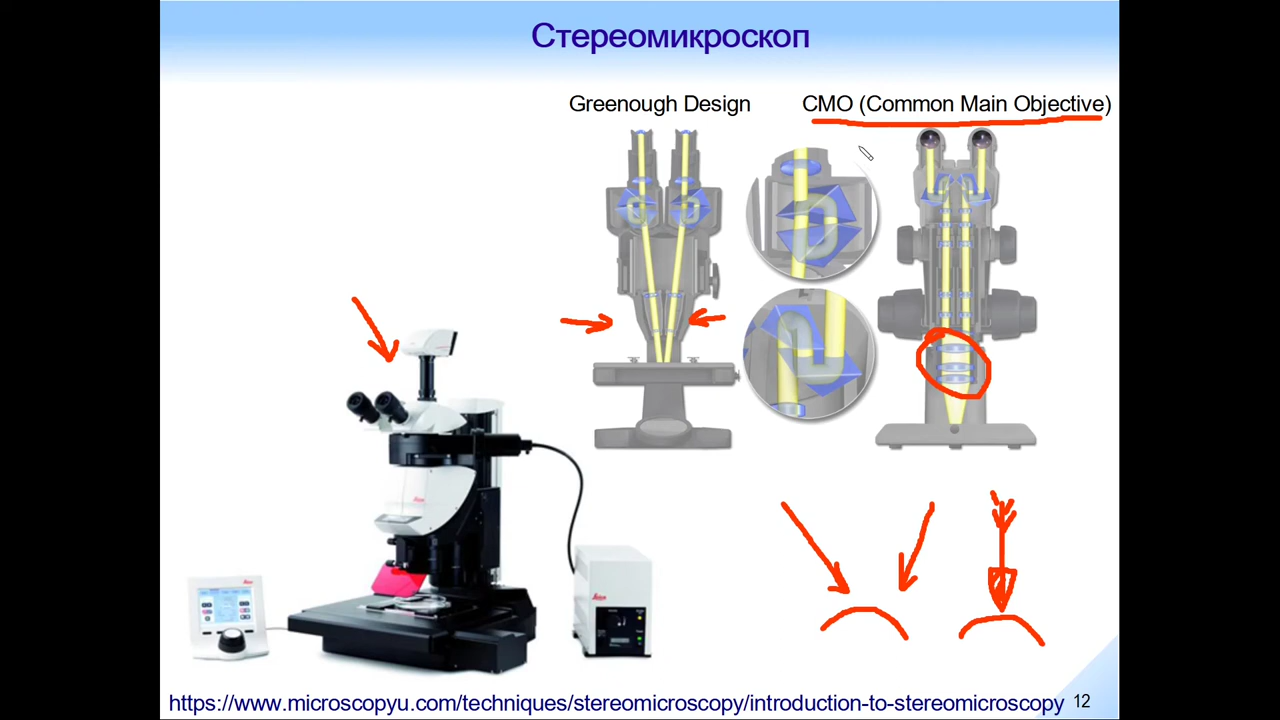 Стереомикроскоп
Greenough Design
CMO (Common Main Objective)
https://www.microscopyu.com/techniques/stereomicroscopy/introduction-to-stereomicroscopy
12